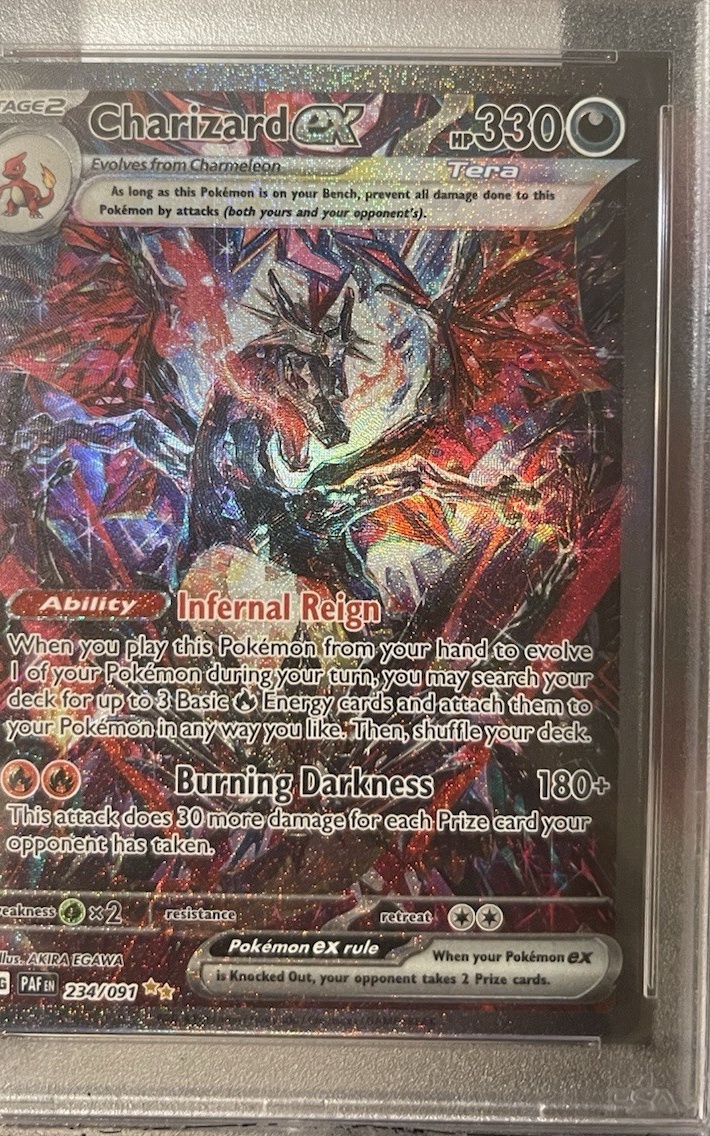 TAGE2
Charizard ex
HP 330
Evolves from Charmeleon
Tera
As long as this Pokémon is on your Bench, prevent all damage done to this
Pokémon by attacks (both yours and your opponent's).
Ability Infernal Reign
When you play this Pokémon from your hand to evolve
1 of your Pokémon during your turn, you may search your
deck for up to 3 Basic Energy cards and attach them to
your Pokémon in any way you like. Then, shuffle your deck.
Burning Darkness 180+
This attack does 30 more damage for each Prize card your
opponent has taken.
eakness ×2 resistance retreat
llus. AKIRA EGAWA
Pokémon ex rule
When your Pokémon ex
is Knocked Out, your opponent takes 2 Prize cards.
G PAF EN 234/091
PSA